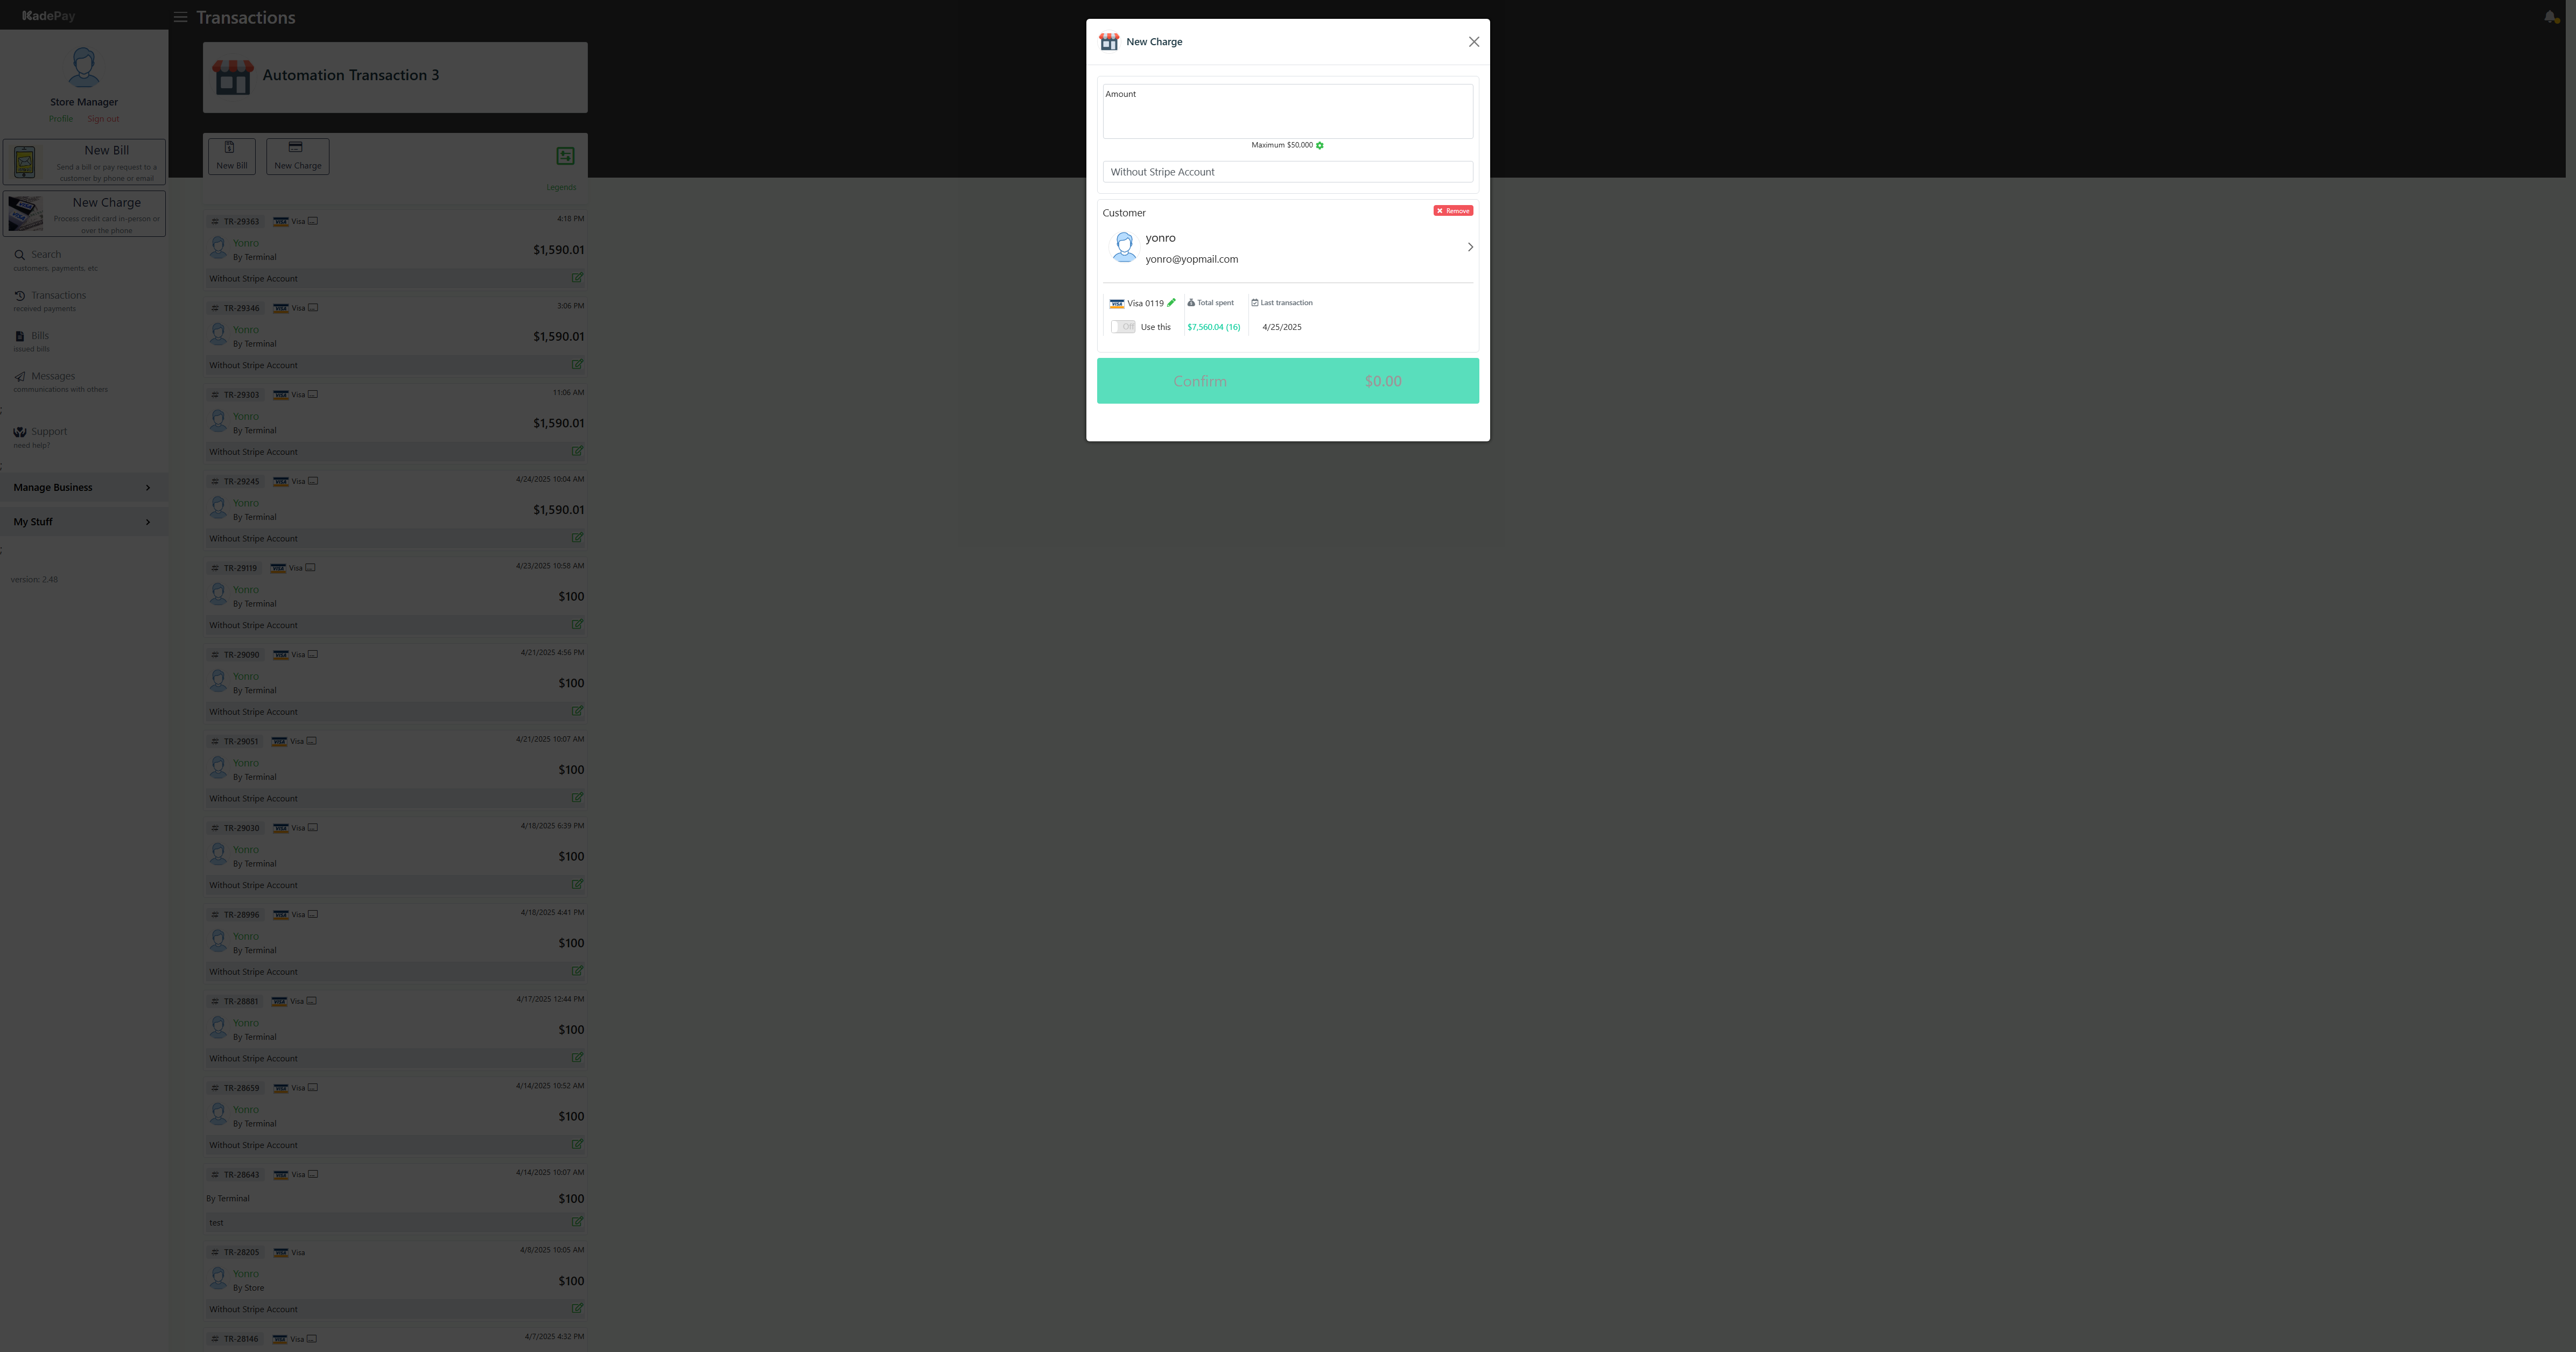 KadePay
Transactions
Store Manager
Profile Sign out
New Bill
Send a bill or pay request to a
customer by phone or email
New Charge
Process credit card in-person or
over the phone
Search
customers, payments, etc
Transactions
received payments
Bills
issued bills
Messages
communications with others
;
Support
need help?
;
Manage Business
My Stuff
;
version: 2.48
Automation Transaction 3
New Bill New Charge
Legends
TR-29363 VISA Visa 4:18 PM
Yonro
By Terminal $1,590.01
Without Stripe Account
TR-29346 VISA Visa 3:06 PM
Yonro
By Terminal $1,590.01
Without Stripe Account
TR-29303 VISA Visa 11:06 AM
Yonro
By Terminal $1,590.01
Without Stripe Account
TR-29245 VISA Visa 4/24/2025 10:04 AM
Yonro
By Terminal $1,590.01
Without Stripe Account
TR-29119 VISA Visa 4/23/2025 10:58 AM
Yonro
By Terminal $100
Without Stripe Account
TR-29090 VISA Visa 4/21/2025 4:56 PM
Yonro
By Terminal $100
Without Stripe Account
TR-29051 VISA Visa 4/21/2025 10:07 AM
Yonro
By Terminal $100
Without Stripe Account
TR-29030 VISA Visa 4/18/2025 6:39 PM
Yonro
By Terminal $100
Without Stripe Account
TR-28996 VISA Visa 4/18/2025 4:41 PM
Yonro
By Terminal $100
Without Stripe Account
TR-28881 VISA Visa 4/17/2025 12:44 PM
Yonro
By Terminal $100
Without Stripe Account
TR-28659 VISA Visa 4/14/2025 10:52 AM
Yonro
By Terminal $100
Without Stripe Account
TR-28643 VISA Visa 4/14/2025 10:07 AM
By Terminal $100
test
TR-28205 VISA Visa 4/8/2025 10:05 AM
Yonro
By Store $100
Without Stripe Account
TR-28146 VISA Visa 4/7/2025 4:32 PM
New Charge
Amount
Maximum $50,000
Without Stripe Account
Customer Remove
yonro
yonro@yopmail.com
VISA Visa 0119 Total spent Last transaction
Off Use this $7,560.04 (16) 4/25/2025
Confirm $0.00